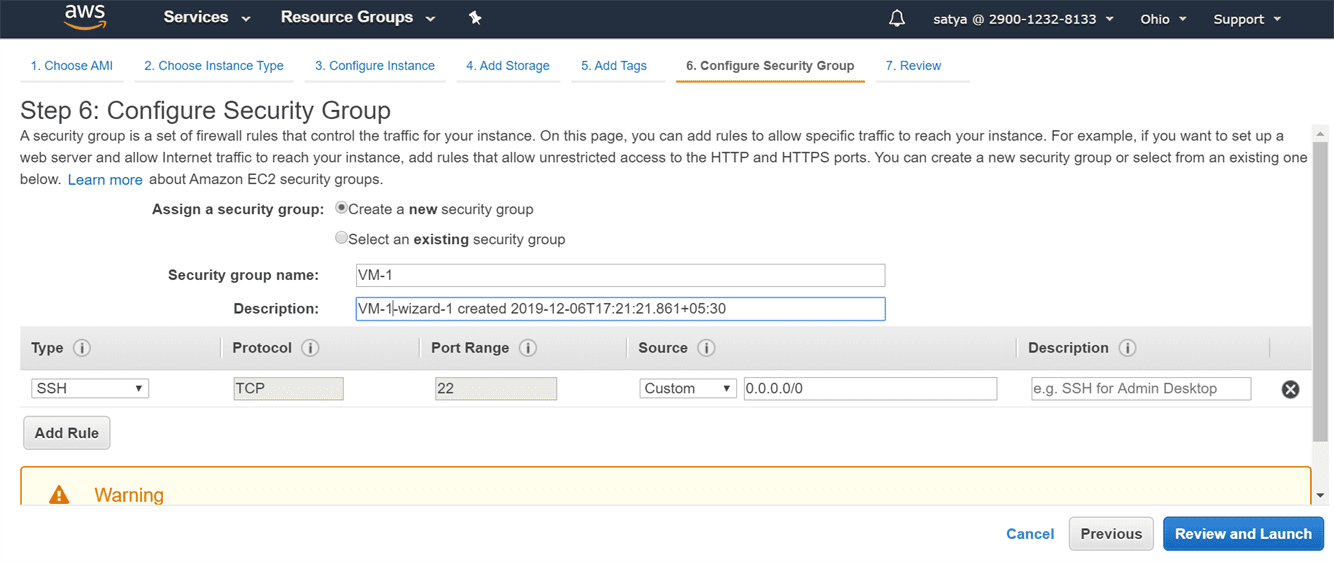 aws Services Resource Groups satya @ 2900-1232-8133 Ohio Support
1. Choose AMI 2. Choose Instance Type 3. Configure Instance 4. Add Storage 5. Add Tags 6. Configure Security Group 7. Review
Step 6: Configure Security Group
A security group is a set of firewall rules that control the traffic for your instance. On this page, you can add rules to allow specific traffic to reach your instance. For example, if you want to set up a
web server and allow Internet traffic to reach your instance, add rules that allow unrestricted access to the HTTP and HTTPS ports. You can create a new security group or select from an existing one
below. Learn more about Amazon EC2 security groups.
Assign a security group: Create a new security group
Select an existing security group
Security group name: VM-1
Description: VM-1-wizard-1 created 2019-12-06T17:21:21.861+05:30
Type i Protocol i Port Range i Source i Description i
SSH TCP 22 Custom 0.0.0.0/0 e.g. SSH for Admin Desktop
Add Rule
Warning
Cancel Previous Review and Launch